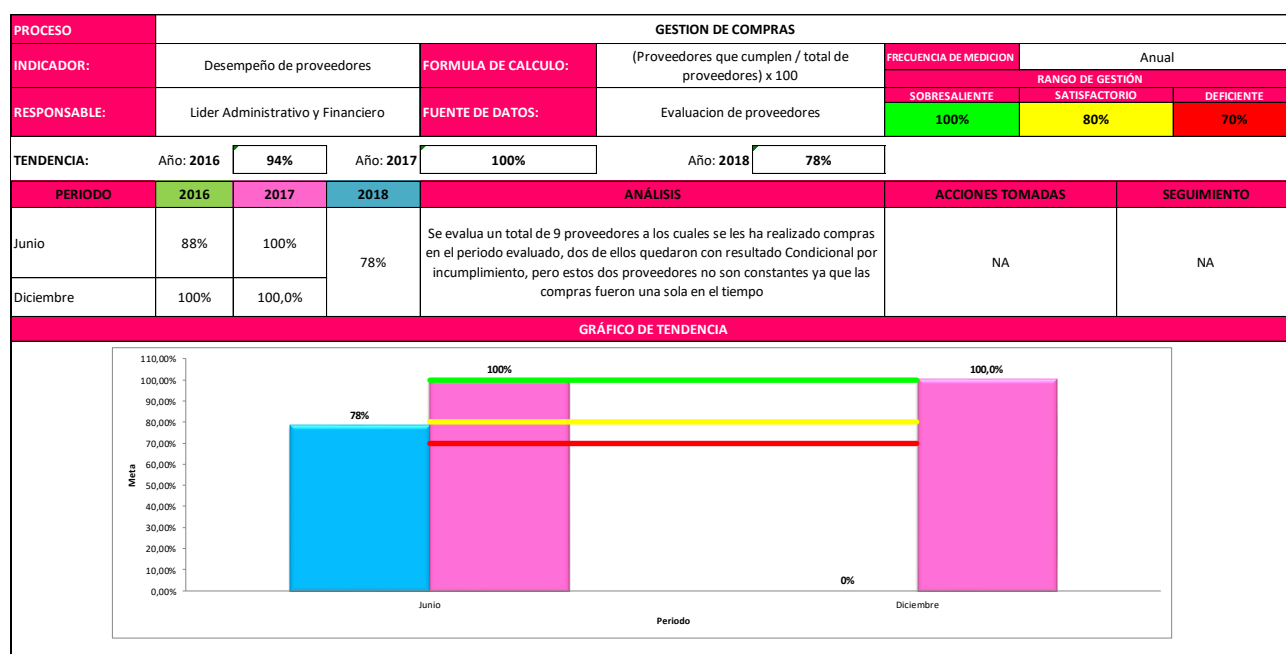 PROCESO
GESTION DE COMPRAS
INDICADOR:
Desempeño de proveedores
FORMULA DE CALCULO:
(Proveedores que cumplen / total de
proveedores) x 100
FRECUENCIA DE MEDICION
Anual
RANGO DE GESTIÓN
SOBRESALIENTE
SATISFACTORIO
DEFICIENTE
RESPONSABLE:
Lider Administrativo y Financiero
FUENTE DE DATOS:
Evaluacion de proveedores
100%
80%
70%
TENDENCIA:
Año: 2016
94%
Año: 2017
100%
Año: 2018
78%
PERIODO
2016
2017
2018
ANÁLISIS
ACCIONES TOMADAS
SEGUIMIENTO
Junio
88%
100%
78%
Se evalua un total de 9 proveedores a los cuales se les ha realizado compras
en el periodo evaluado, dos de ellos quedaron con resultado Condicional por
incumplimiento, pero estos dos proveedores no son constantes ya que las
compras fueron una sola en el tiempo
NA
NA
Diciembre
100%
100,0%
GRÁFICO DE TENDENCIA
110,00%
100,00%
90,00%
80,00%
70,00%
60,00%
50,00%
40,00%
30,00%
20,00%
10,00%
0,00%
Meta
78%
100%
0%
100,0%
Junio
Diciembre
Periodo